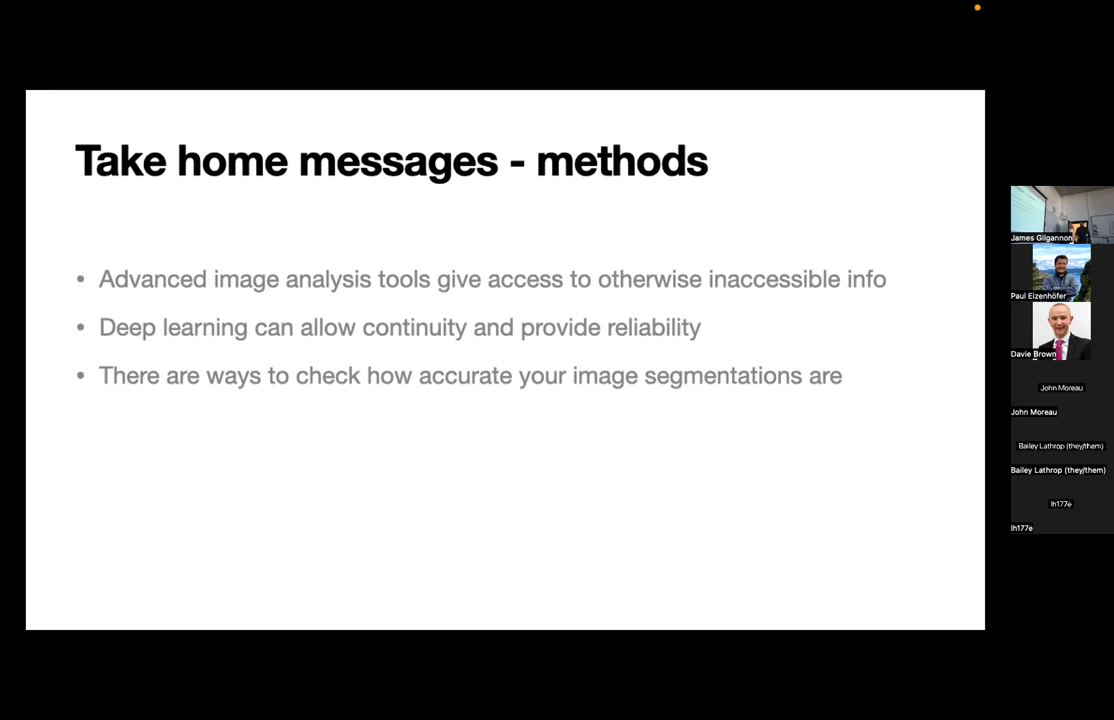 Take home messages - methods
• Advanced image analysis tools give access to otherwise inaccessible info
• Deep learning can allow continuity and provide reliability
• There are ways to check how accurate your image segmentations are
James Gilgannon
Paul Eizenhöfer
Davie Brown
John Moreau
John Moreau
Bailey Lathrop (they/them)
Bailey Lathrop (they/them)
lh177e
lh177e